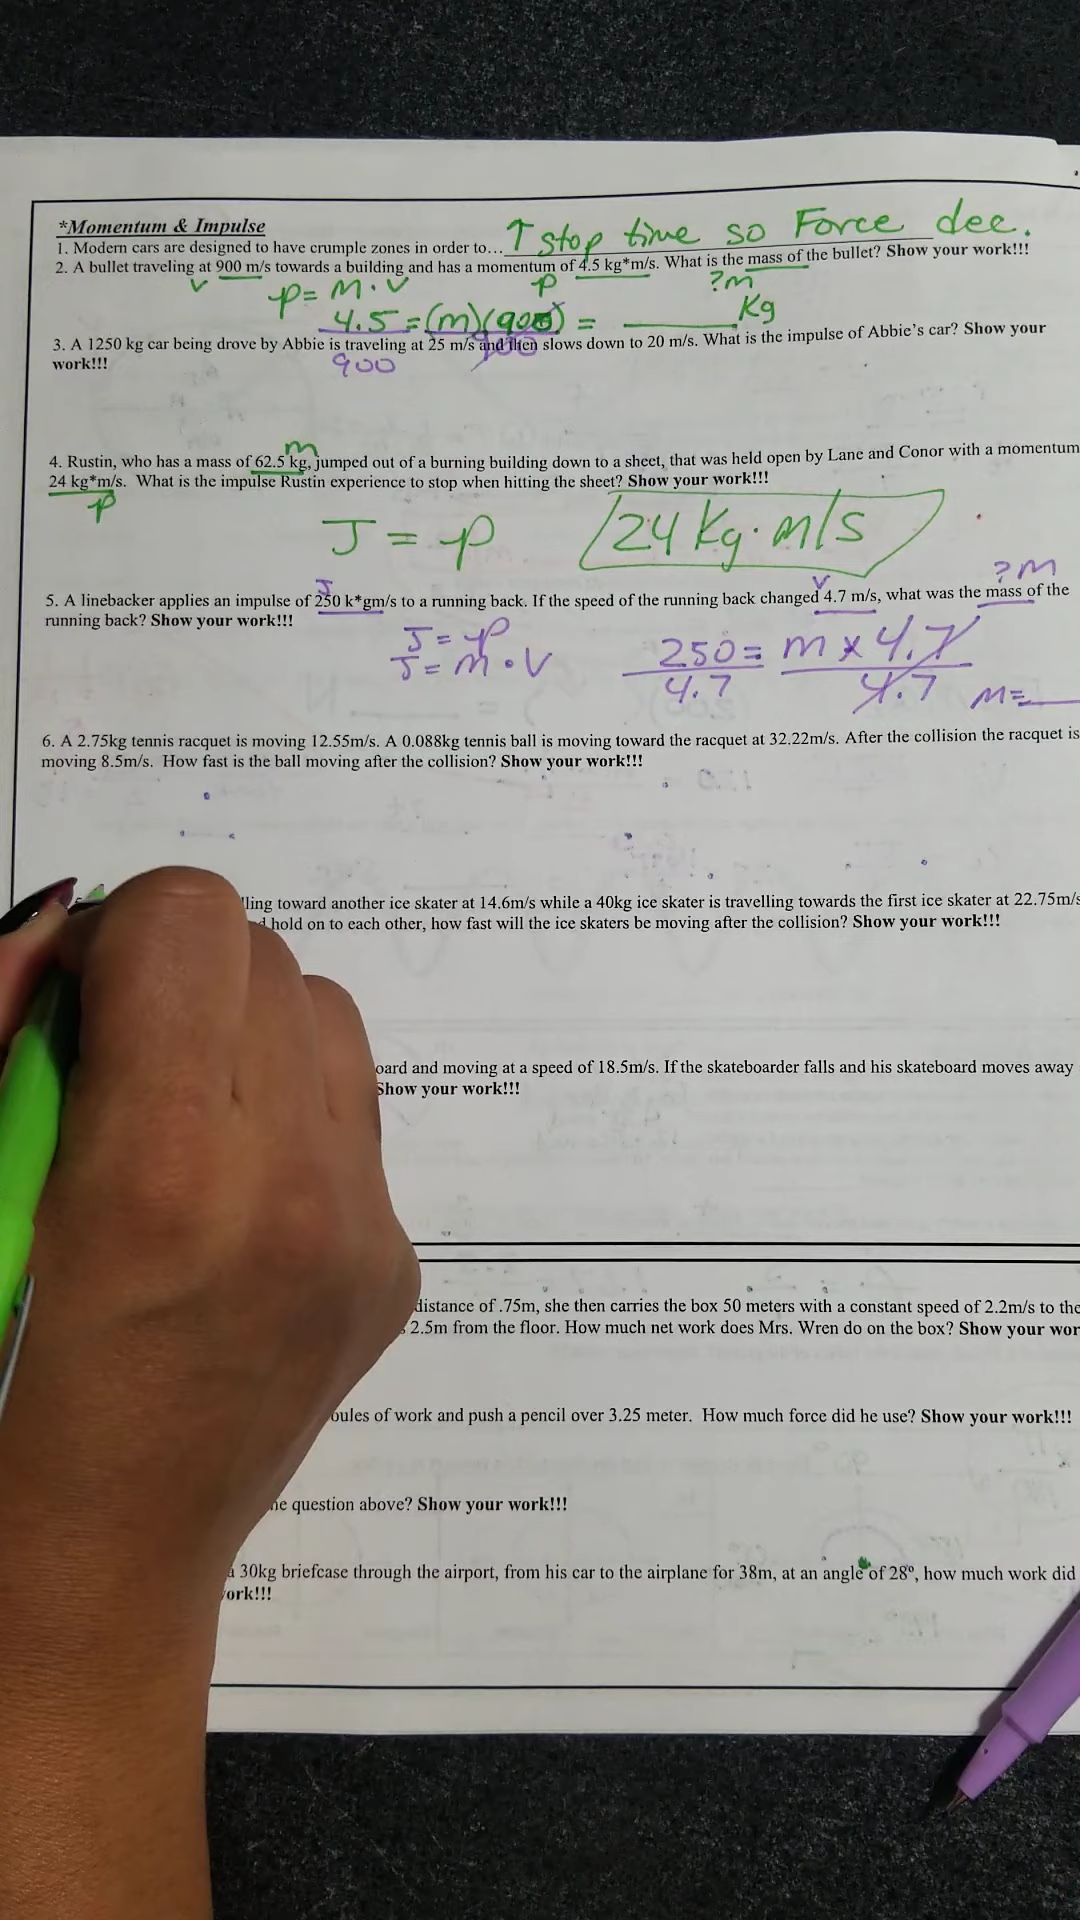 *Momentum & Impulse
1. Modern cars are designed to have crumple zones in order to... ↑ stop time so Force dec.
2. A bullet traveling at 900 m/s towards a building and has a momentum of 4.5 kg*m/s. What is the mass of the bullet? Show your work!!!
v p ?m
p = m · v
4.5 = (m)(900) = ____ Kg
900 900
3. A 1250 kg car being drove by Abbie is traveling at 25 m/s and then slows down to 20 m/s. What is the impulse of Abbie's car? Show your
work!!!
m
4. Rustin, who has a mass of 62.5 kg, jumped out of a burning building down to a sheet, that was held open by Lane and Conor with a momentum
24 kg*m/s. What is the impulse Rustin experience to stop when hitting the sheet? Show your work!!!
p
J = p 24 Kg · m/s
J v ?m
5. A linebacker applies an impulse of 250 k*gm/s to a running back. If the speed of the running back changed 4.7 m/s, what was the mass of the
running back? Show your work!!!
J = p
J = m · v
250 = m x 4.7
4.7 4.7 m=
6. A 2.75kg tennis racquet is moving 12.55m/s. A 0.088kg tennis ball is moving toward the racquet at 32.22m/s. After the collision the racquet is
moving 8.5m/s. How fast is the ball moving after the collision? Show your work!!!
lling toward another ice skater at 14.6m/s while a 40kg ice skater is travelling towards the first ice skater at 22.75m/s
hold on to each other, how fast will the ice skaters be moving after the collision? Show your work!!!
oard and moving at a speed of 18.5m/s. If the skateboarder falls and his skateboard moves away
Show your work!!!
distance of .75m, she then carries the box 50 meters with a constant speed of 2.2m/s to the
2.5m from the floor. How much net work does Mrs. Wren do on the box? Show your wor
oules of work and push a pencil over 3.25 meter. How much force did he use? Show your work!!!
he question above? Show your work!!!
a 30kg briefcase through the airport, from his car to the airplane for 38m, at an angle of 28º, how much work did
ork!!!